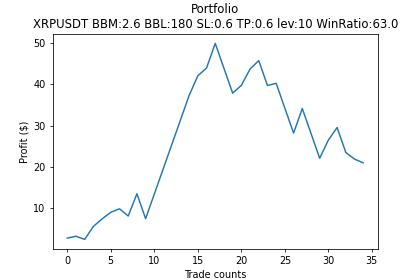 Portfolio
XRPUSDT BBM:2.6 BBL:180 SL:0.6 TP:0.6 lev:10 WinRatio:63.0
50
40
30
20
10
Profit ($)
0 5 10 15 20 25 30 35
Trade counts